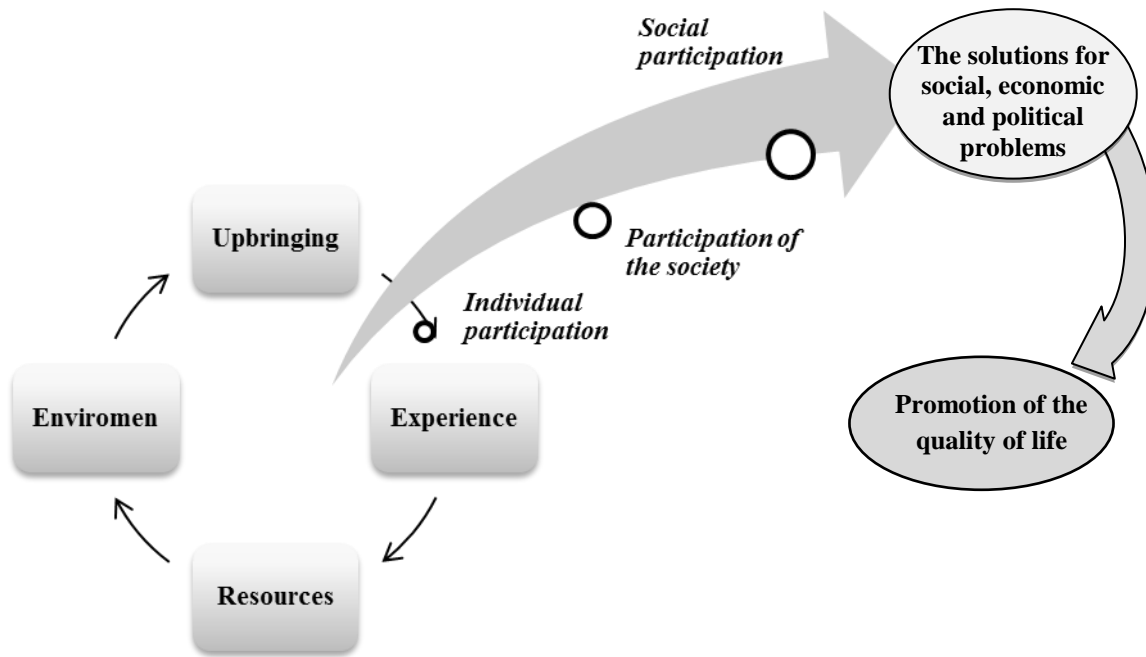 Social
participation
The solutions for
social, economic
and political
problems
Upbringing
Participation of
the society
Individual
participation
Enviromen
Experience
Promotion of the
quality of life
Resources